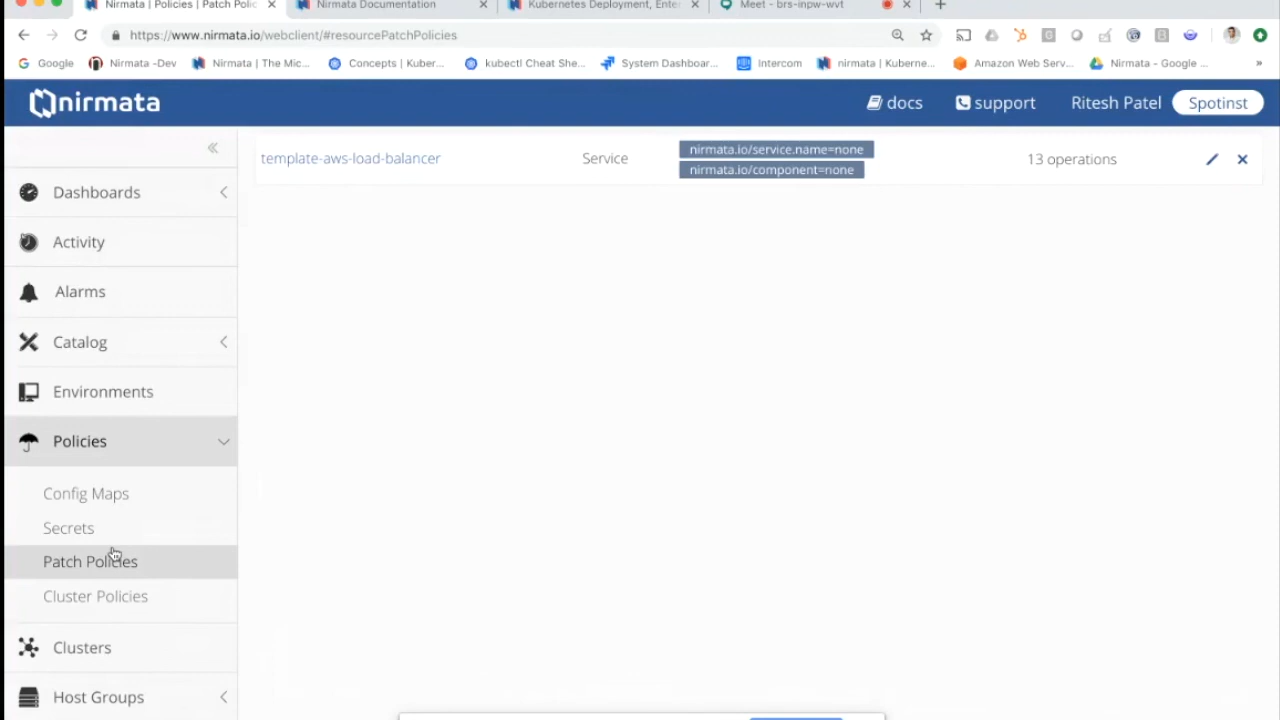 Nirmata | Policies | Patch Polic
Nirmata Documentation
Kubernetes Deployment, Enter
Meet - brs-inpw-wvt
https://www.nirmata.io/webclient/#resourcePatchPolicies
Google
Nirmata -Dev
Nirmata | The Mic...
Concepts | Kuber...
kubectl Cheat She...
System Dashboar...
Intercom
nirmata | Kuberne...
Amazon Web Serv...
Nirmata - Google ...
»
nirmata
docs
support
Ritesh Patel
Spotinst
«
template-aws-load-balancer
Service
nirmata.io/service.name=none
nirmata.io/component=none
13 operations
Dashboards
Activity
Alarms
Catalog
Environments
Policies
Config Maps
Secrets
Patch Policies
Cluster Policies
Clusters
Host Groups